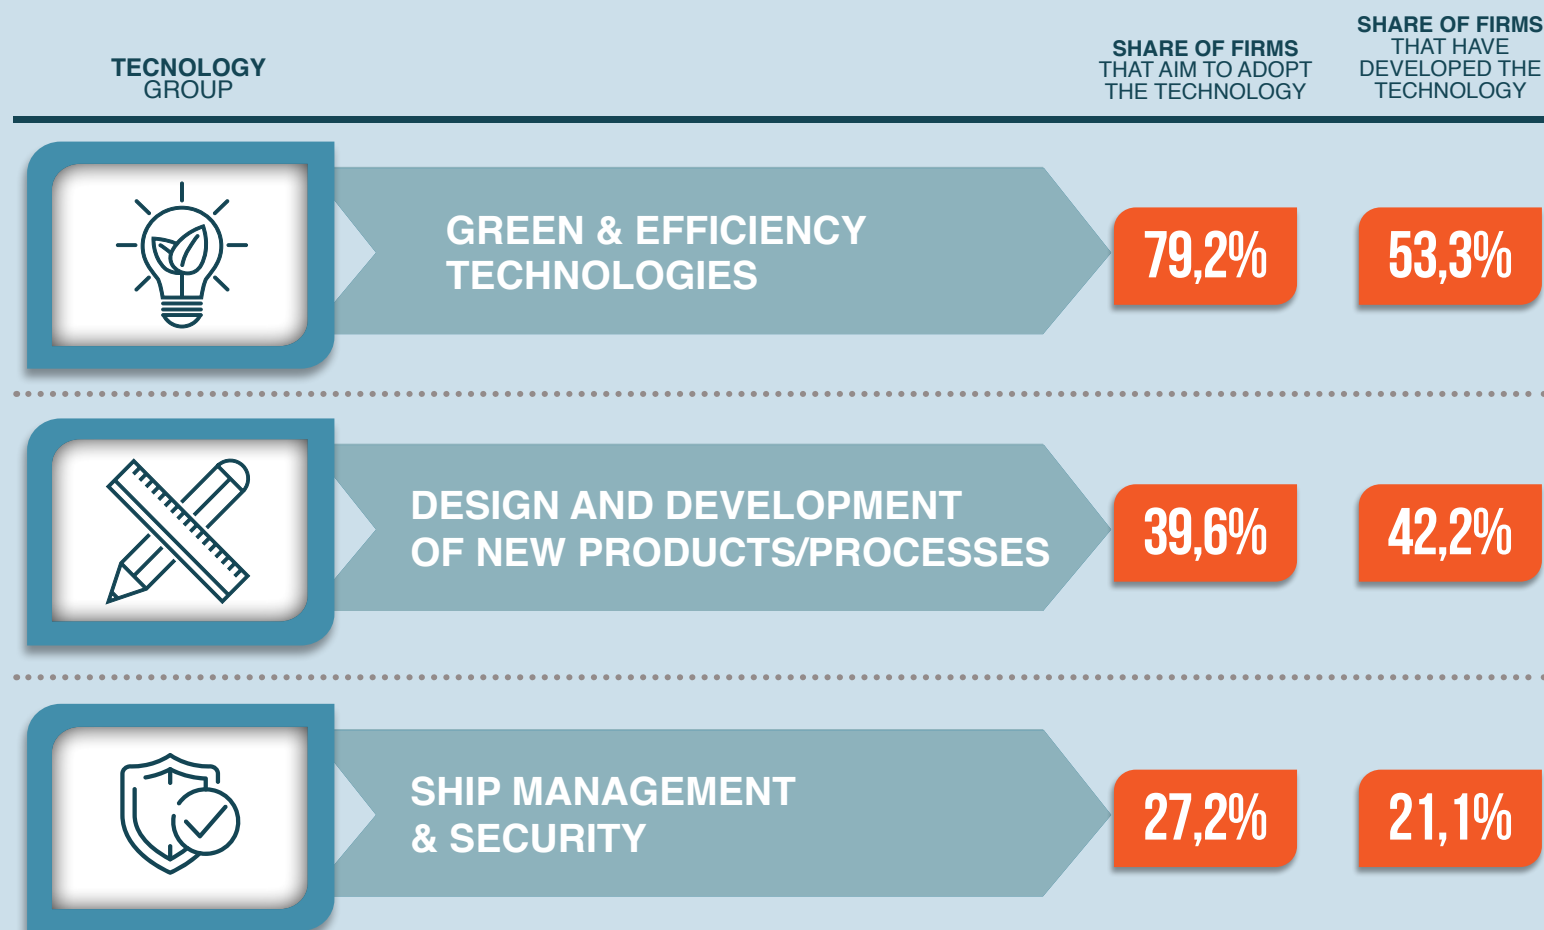 TECNOLOGY
GROUP
SHARE OF FIRMS
THAT AIM TO ADOPT
THE TECHNOLOGY
SHARE OF FIRMS
THAT HAVE
DEVELOPED THE
TECHNOLOGY
GREEN & EFFICIENCY
TECHNOLOGIES
79,2%
53,3%
DESIGN AND DEVELOPMENT
OF NEW PRODUCTS/PROCESSES
39,6%
42,2%
SHIP MANAGEMENT
& SECURITY
27,2%
21,1%